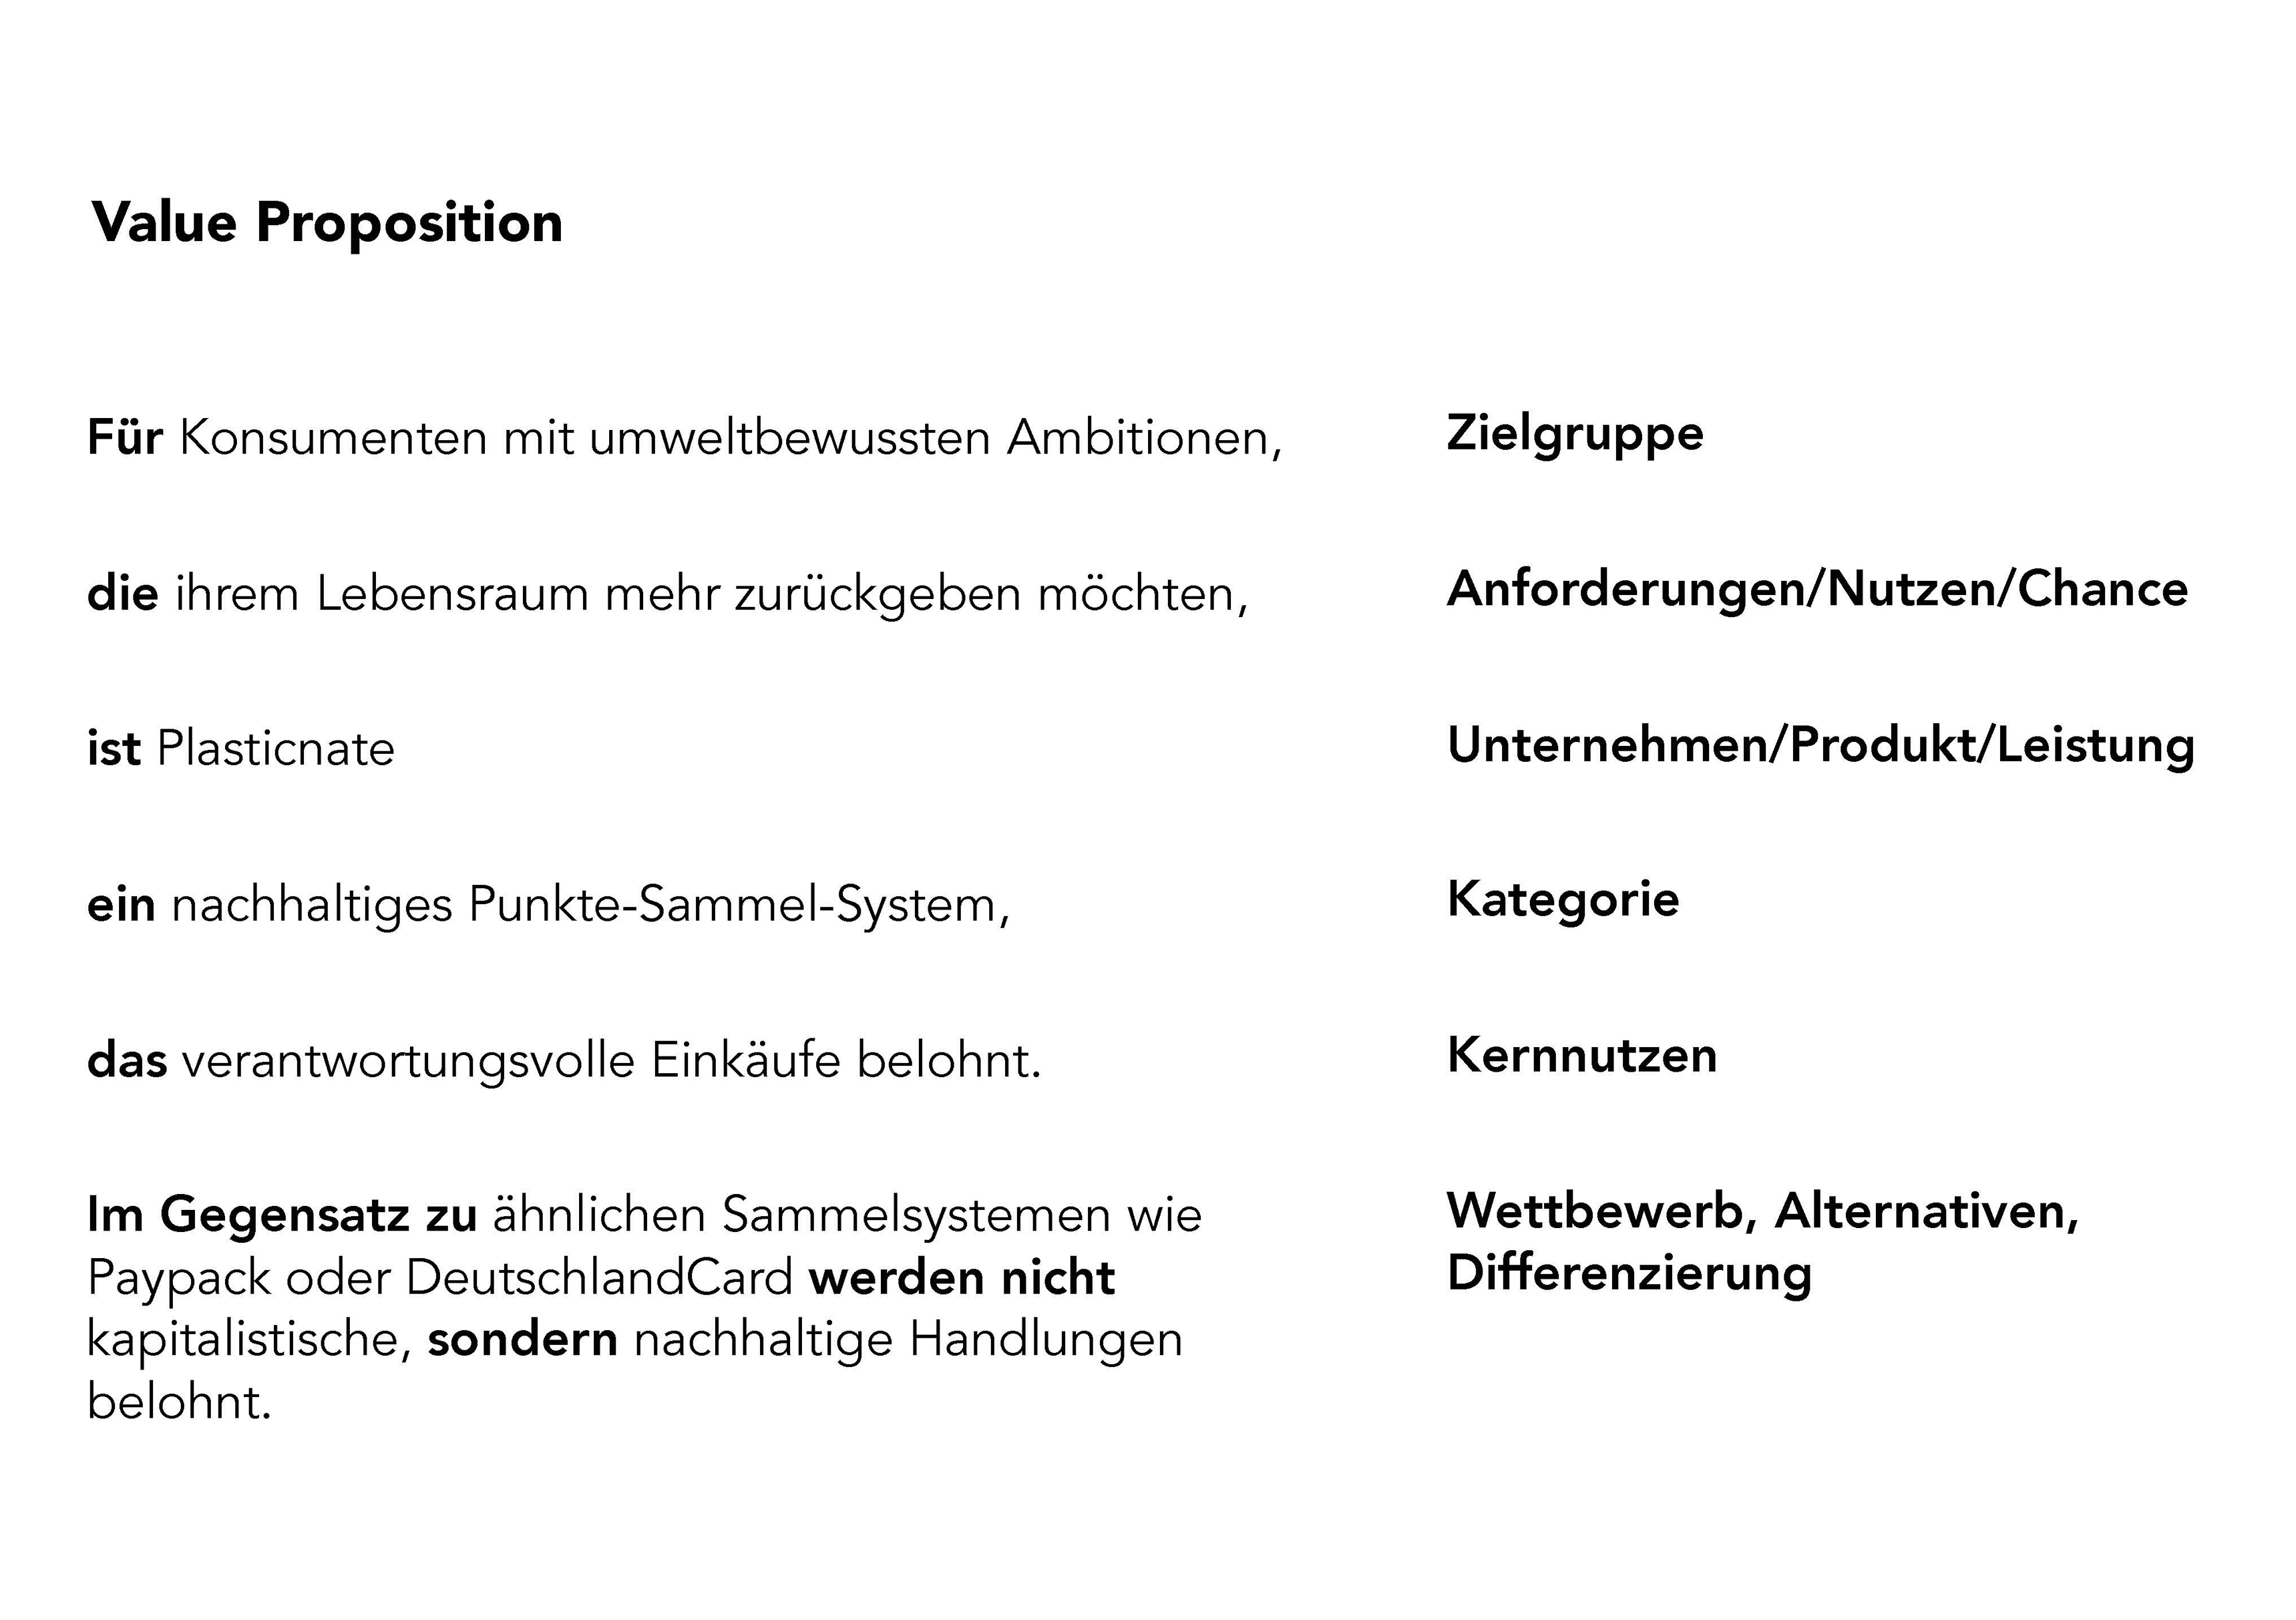 Value Proposition
Für Konsumenten mit umweltbewussten Ambitionen,
Zielgruppe
die ihrem Lebensraum mehr zurückgeben möchten,
Anforderungen/Nutzen/Chance
ist Plasticnate
Unternehmen/Produkt/Leistung
ein nachhaltiges Punkte-Sammel-System,
Kategorie
das verantwortungsvolle Einkäufe belohnt.
Kernnutzen
Im Gegensatz zu ähnlichen Sammelsystemen wie
Paypack oder DeutschlandCard werden nicht
kapitalistische, sondern nachhaltige Handlungen
belohnt.
Wettbewerb, Alternativen,
Differenzierung